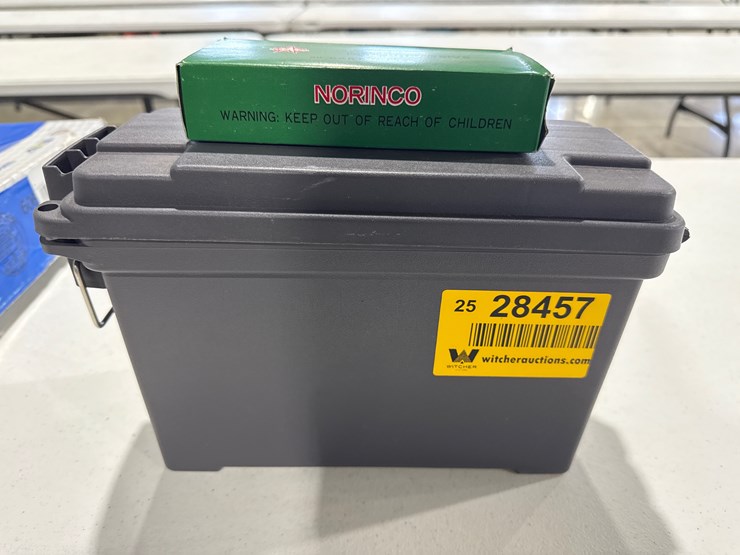 NORINCO
WARNING: KEEP OUT OF REACH OF CHILDREN
25 28457
WITCHER
witcherauctions.com